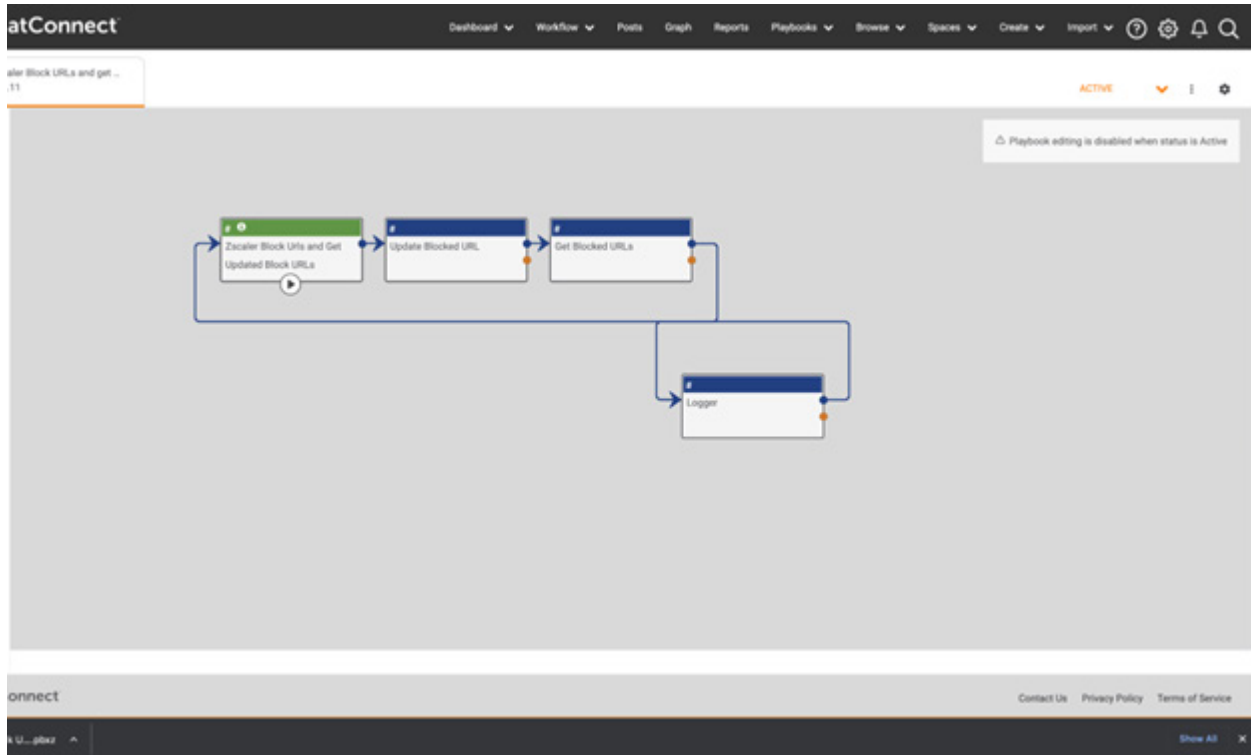 atConnect
Dashboard Workflow Posts Graph Reports Playbooks Browse Spaces Create Import
aler Block URLs and get ..
.11
ACTIVE
Playbook editing is disabled when status is Active
#
Zscaler Block Urls and Get
Updated Block URLs
#
Update Blocked URL
#
Get Blocked URLs
#
Logger
onnect
Contact Us Privacy Policy Terms of Service
k U....pbxz
Show All